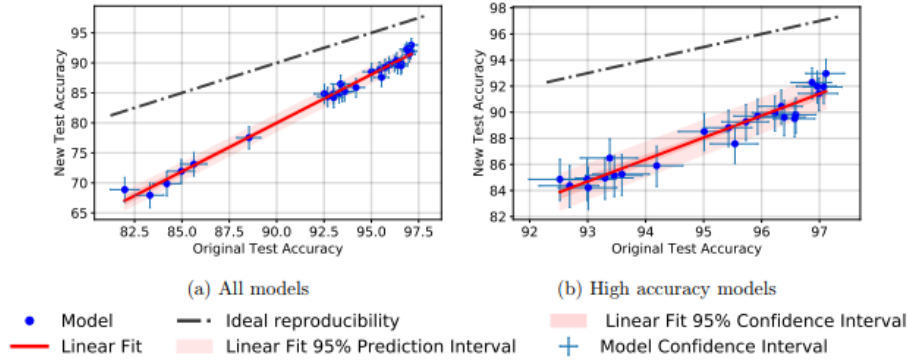 New Test Accuracy
95
90
85
80
75
70
65
82.5 85.0 87.5 90.0 92.5 95.0 97.5
Original Test Accuracy
(a) All models
New Test Accuracy
98
96
94
92
90
88
86
84
82
92 93 94 95 96 97
Original Test Accuracy
(b) High accuracy models
Model
Ideal reproducibility
Linear Fit 95% Confidence Interval
Linear Fit
Linear Fit 95% Prediction Interval
Model Confidence Interval